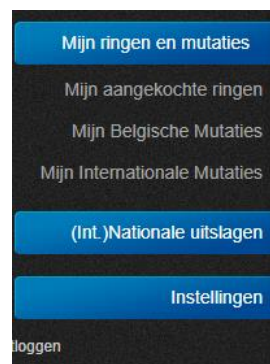 Mijn ringen en mutaties
Mijn aangekochte ringen
Mijn Belgische Mutaties
Mijn Internationale Mutaties
(Int.)Nationale uitslagen
Instellingen
tloggen